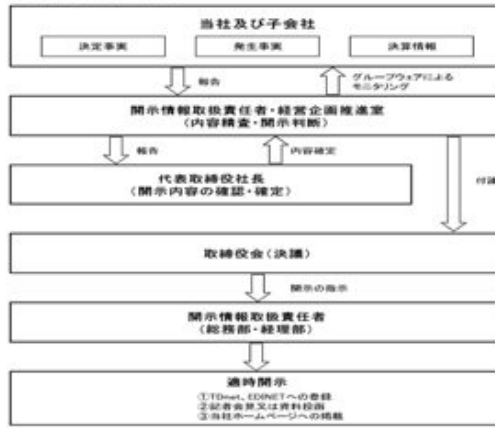 当社及び子会社
決定事実 発生事実 決算情報
報告 グループウェアによる
モニタリング
開示情報取扱責任者・経営企画推進室
(内容精査・開示判断)
報告 内容確定
代表取締役社長
(開示内容の確認・確定)
付議
取締役会(決議)
開示の指示
開示情報取扱責任者
(総務部・経理部)
適時開示
①TDnet、EDINETへの登録
②記者会見又は資料投函
③当社ホームページへの掲載